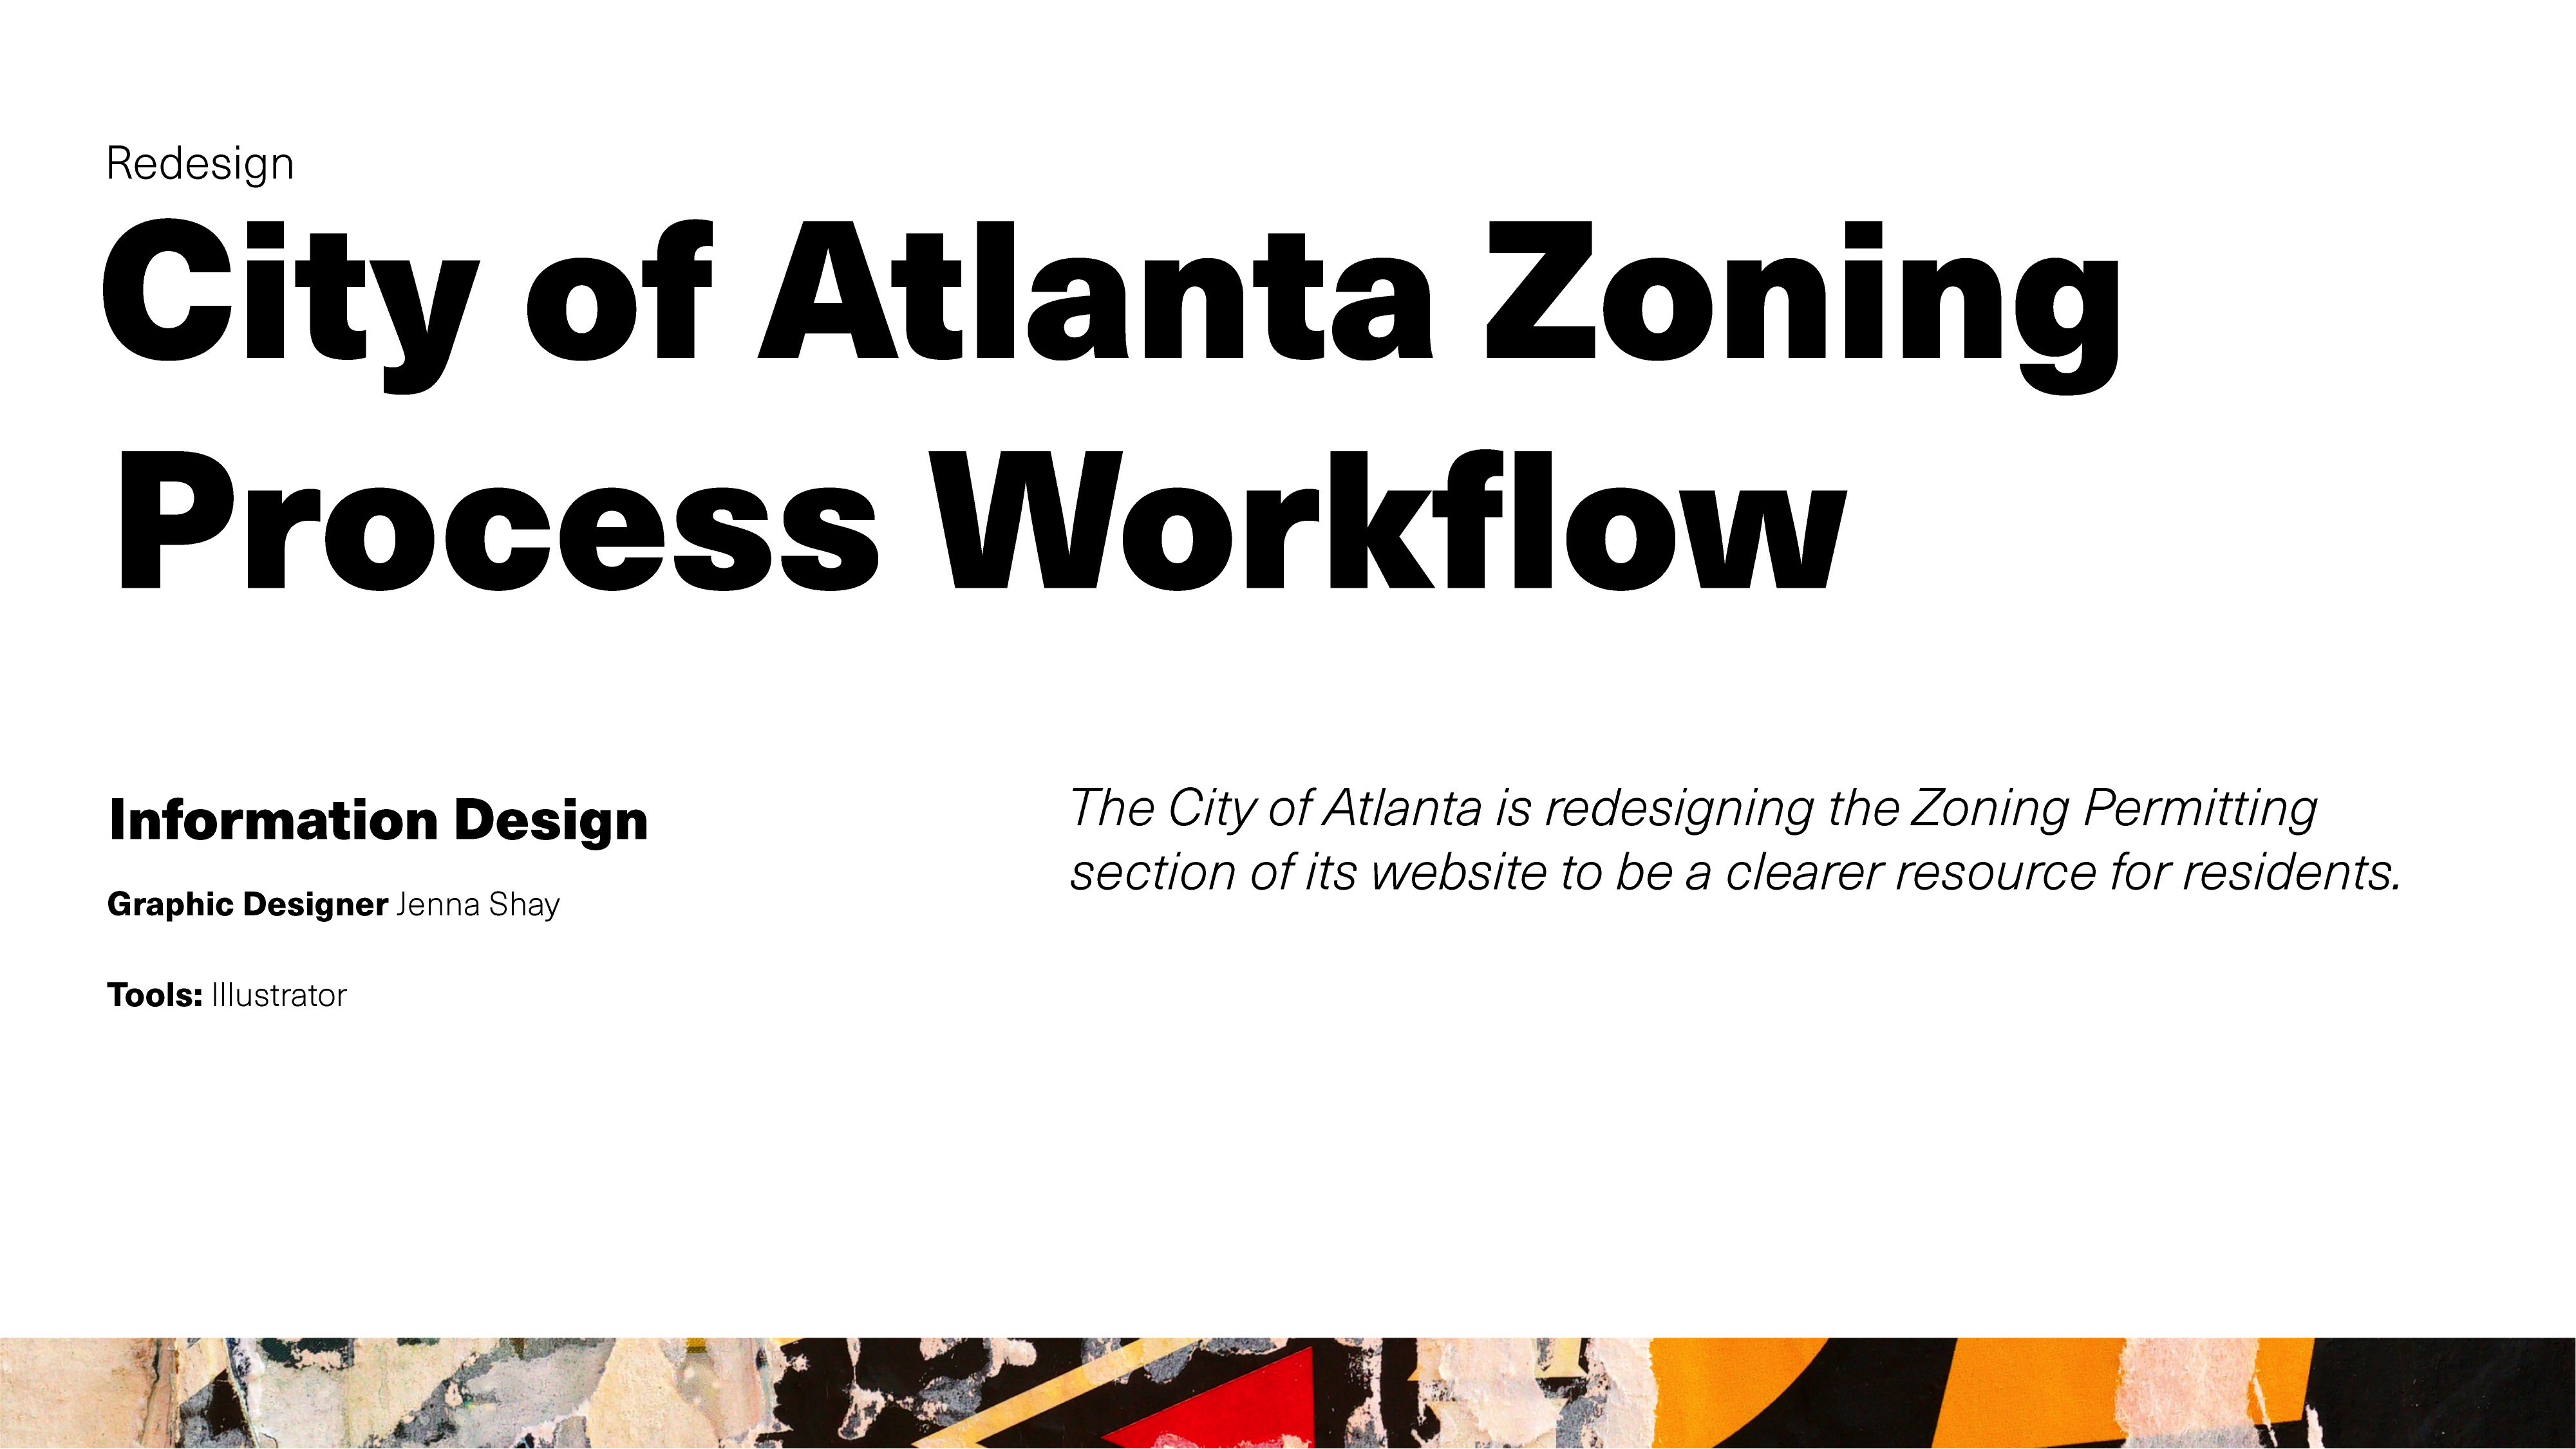 Redesign
City of Atlanta Zoning
Process Workflow
Information Design
Graphic Designer Jenna Shay
Tools: Illustrator
The City of Atlanta is redesigning the Zoning Permitting
section of its website to be a clearer resource for residents.